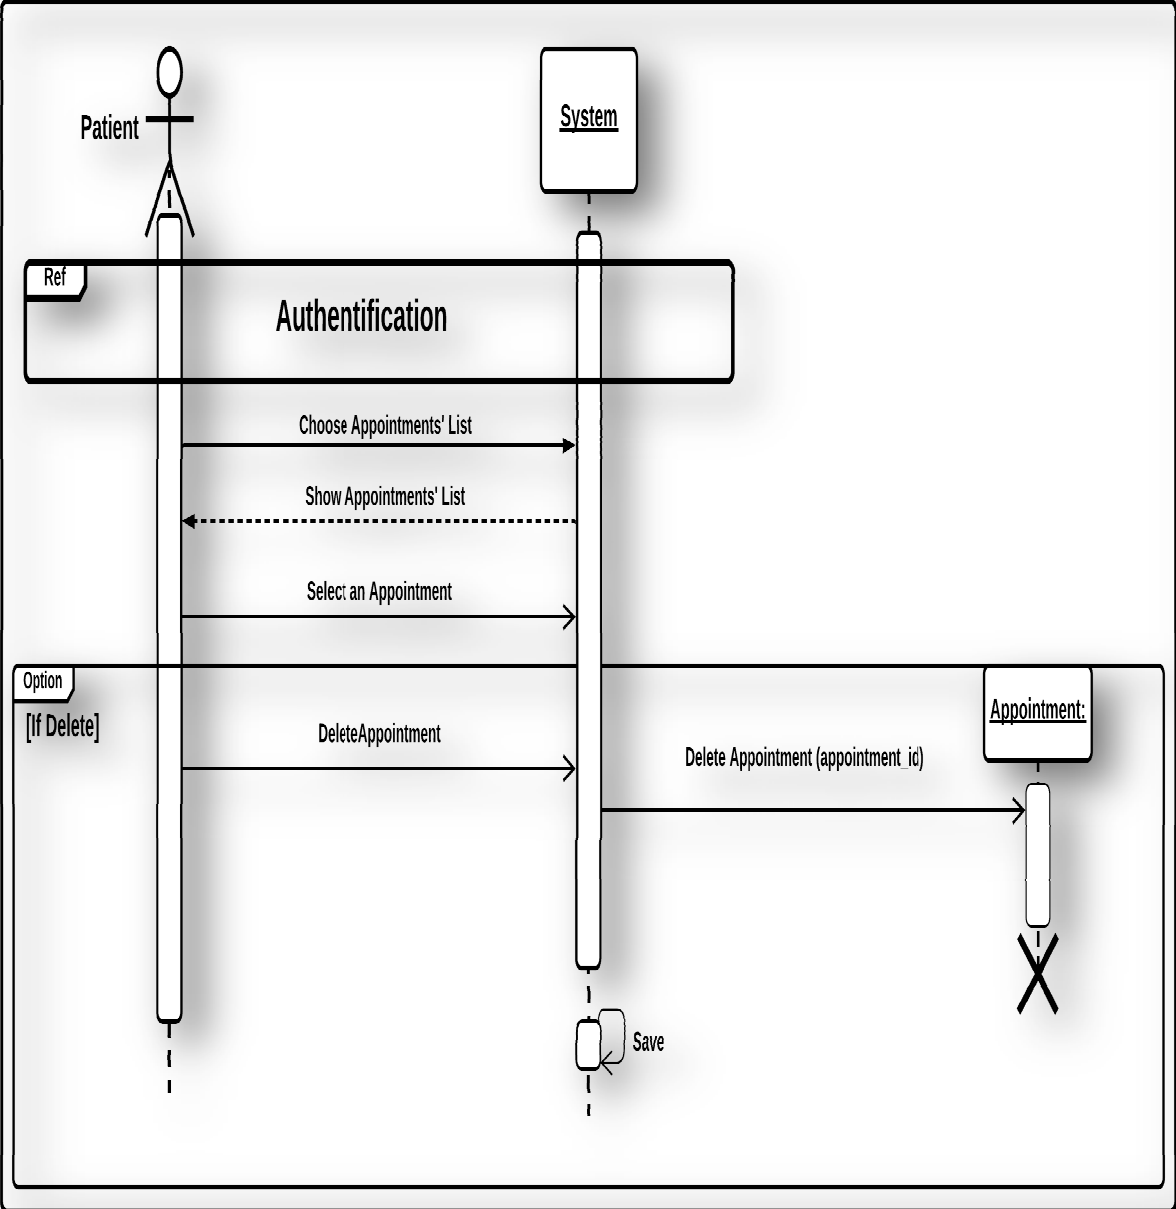 Patient
System
Ref
Authentification
Choose Appointments' List
Show Appointments' List
Select an Appointment
Option
[If Delete]
Appointment:
DeleteAppointment
Delete Appointment (appointment_id)
Save